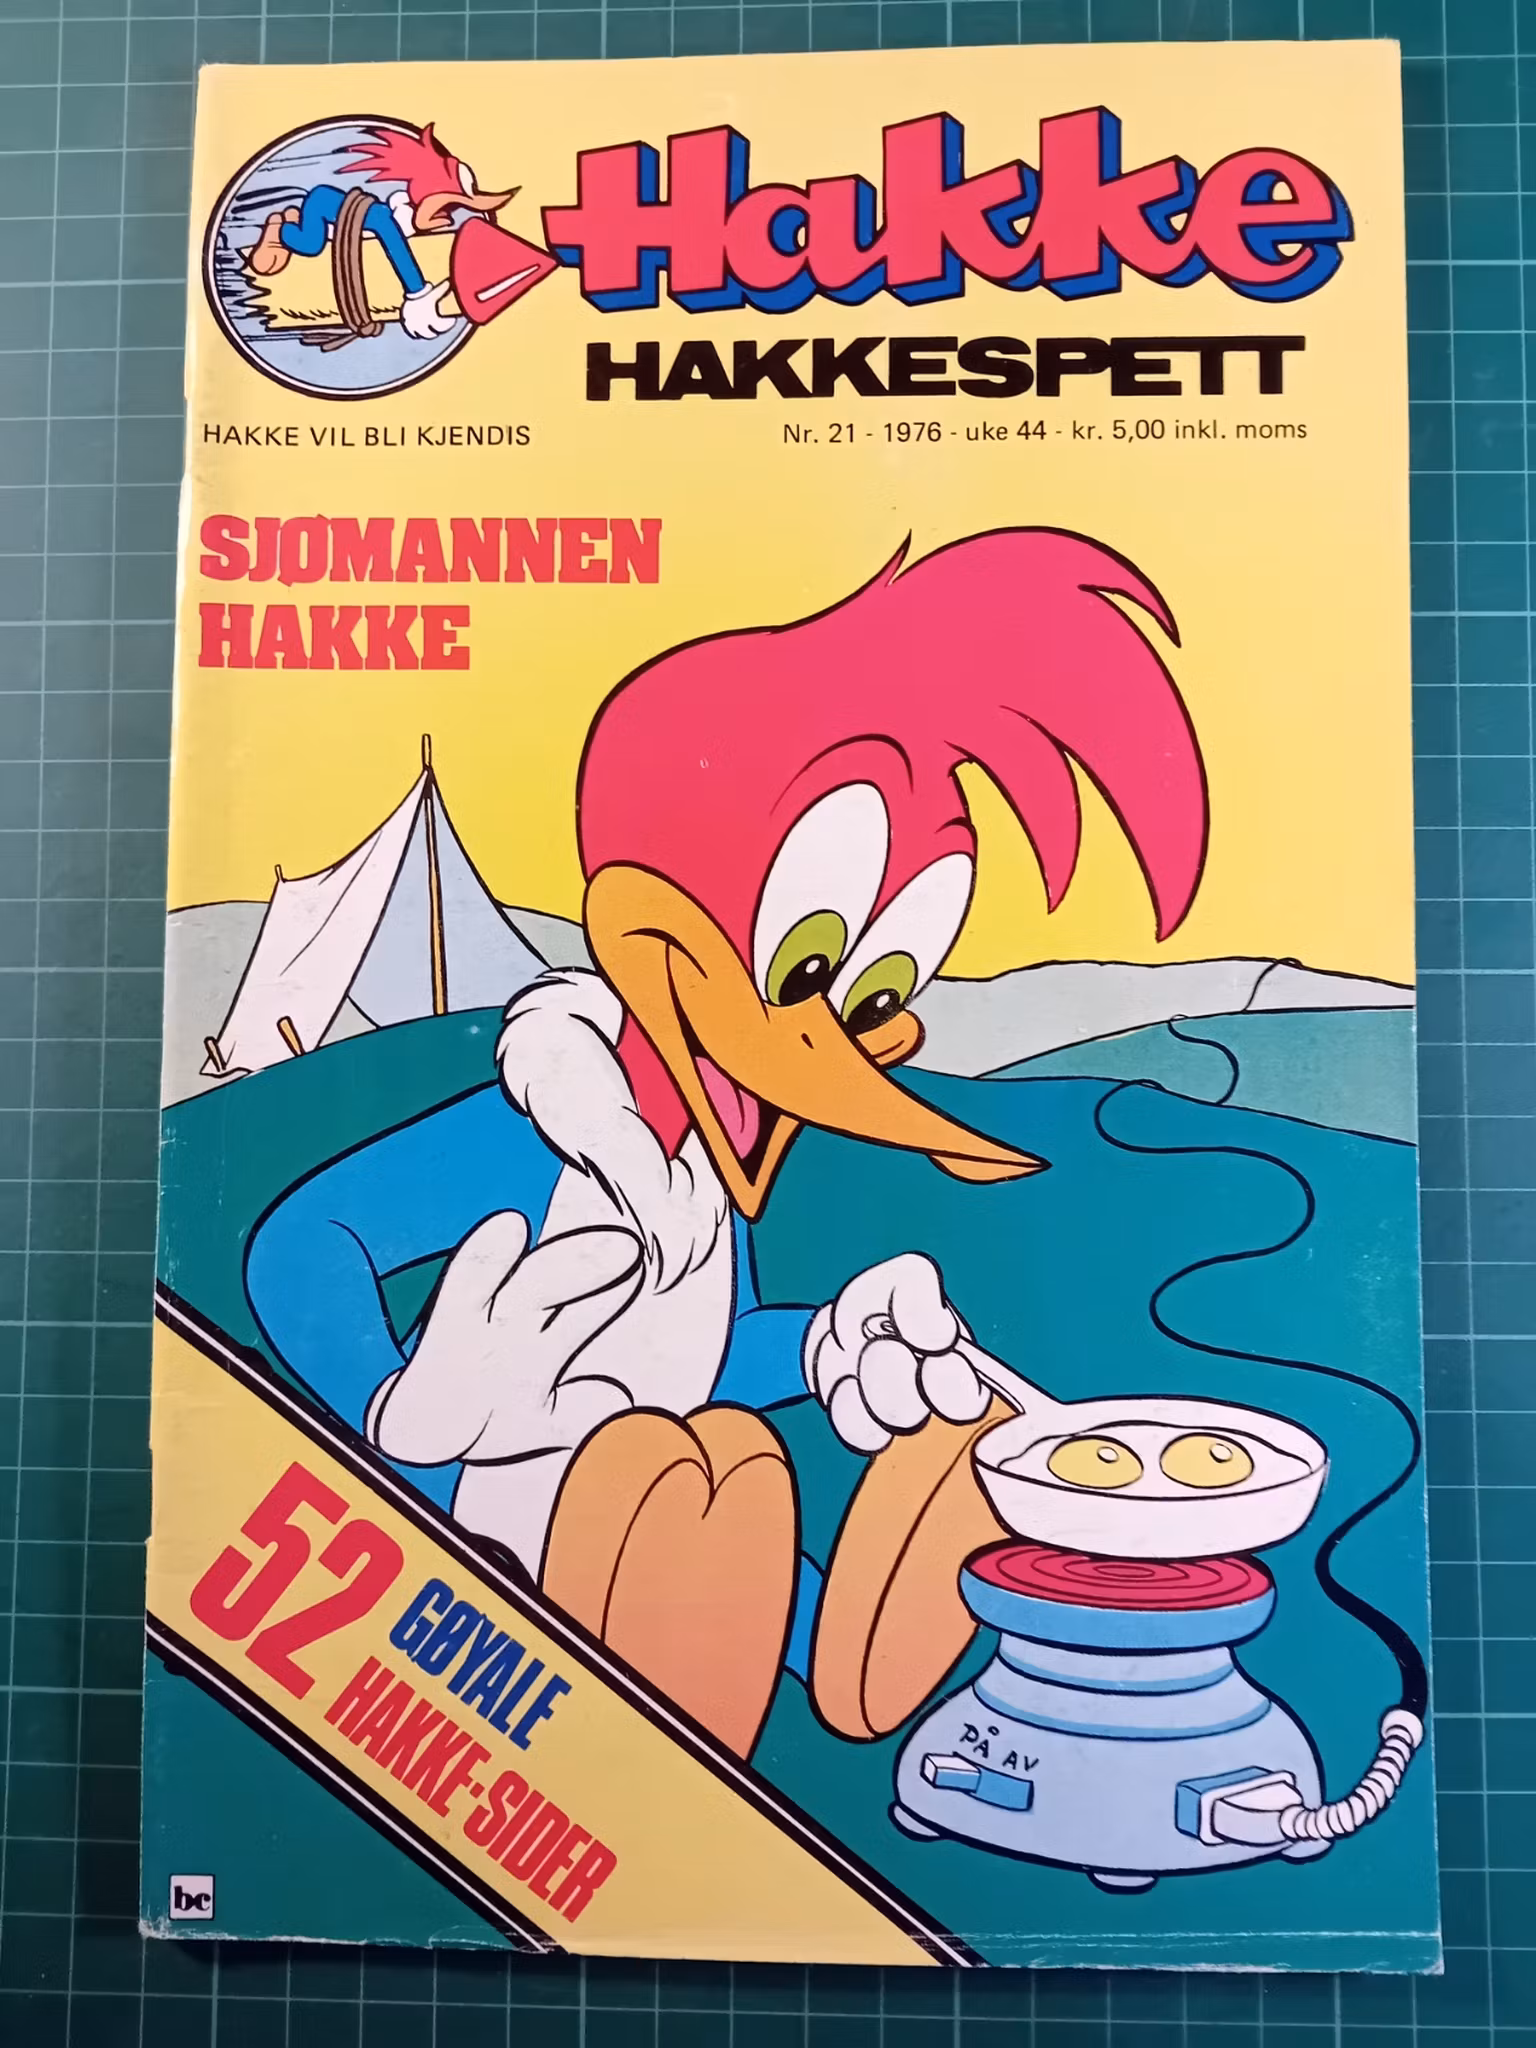 Hakke
HAKKESPETT
HAKKE VIL BLI KJENDIS
Nr. 21 - 1976 - uke 44 - kr. 5,00 inkl. moms
SJØMANNEN
HAKKE
PÅ AV
52
GØYALE
HAKKE-SIDER
bc